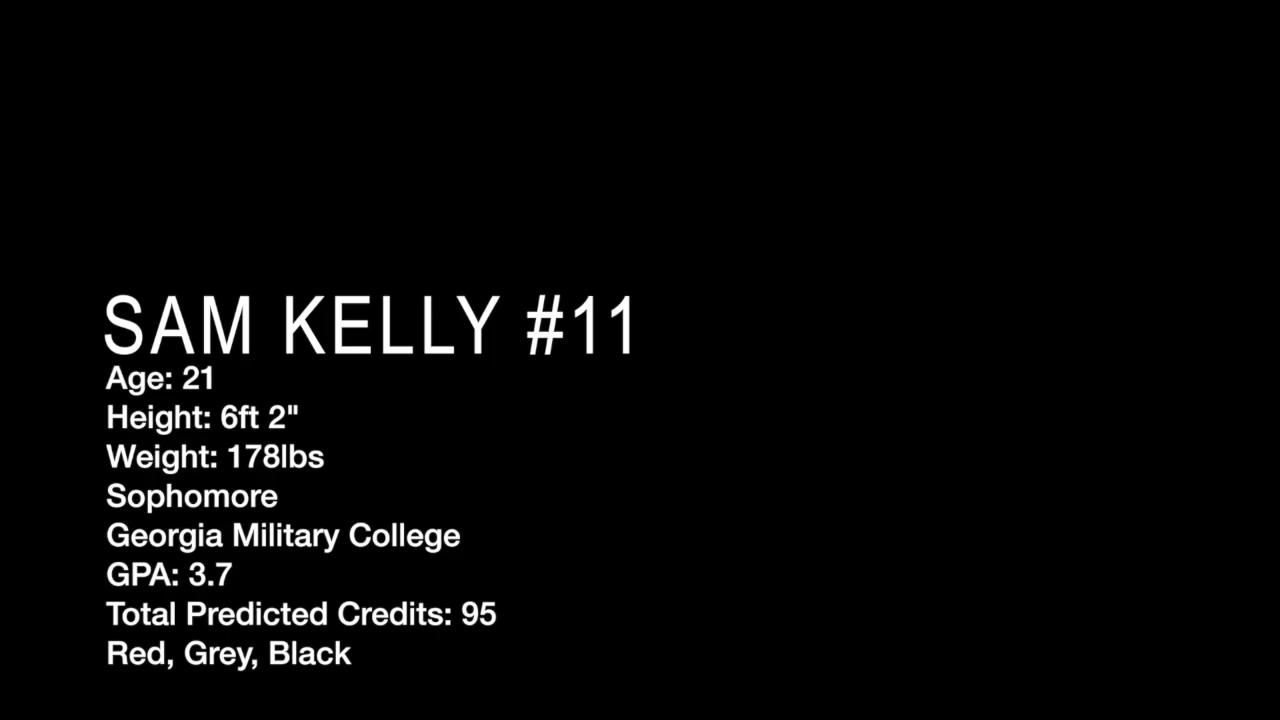 SAM KELLY #11
Age: 21
Height: 6ft 2"
Weight: 178lbs
Sophomore
Georgia Military College
GPA: 3.7
Total Predicted Credits: 95
Red, Grey, Black